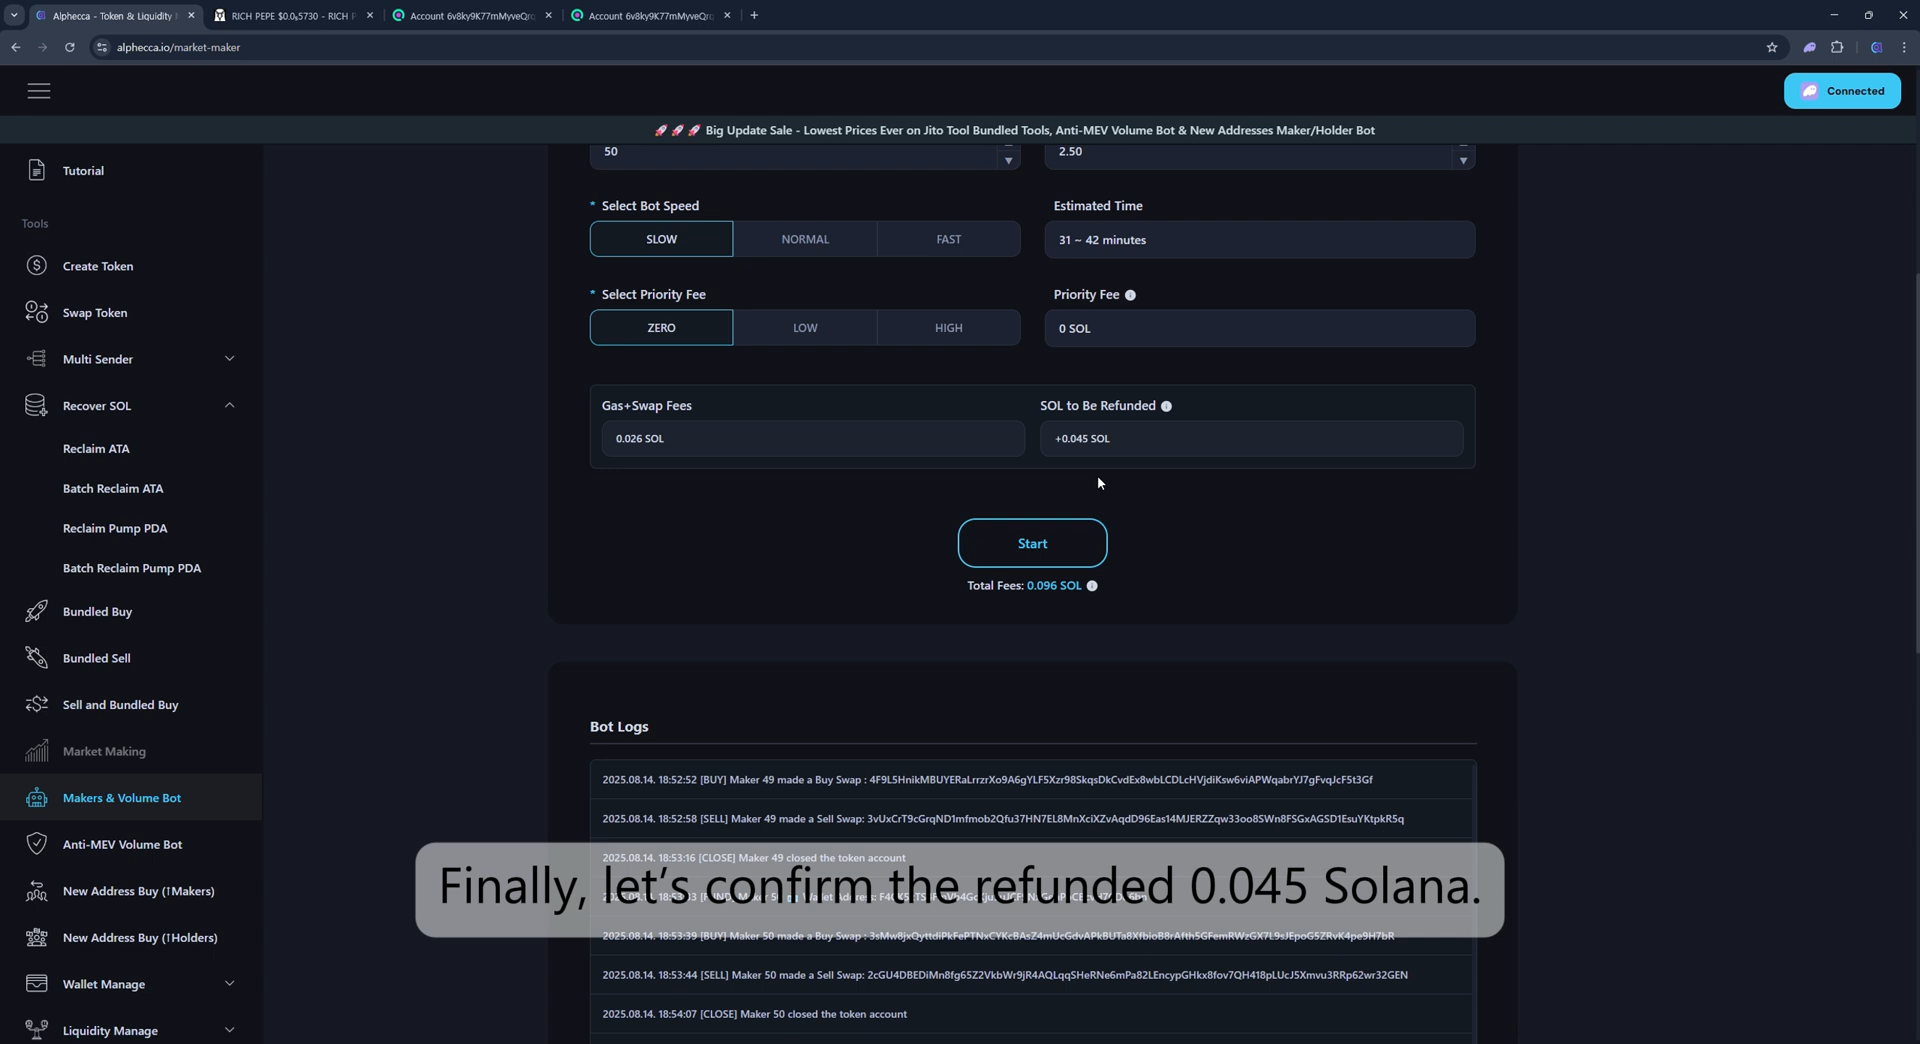 Alphecca - Token & Liquidity
RICH PEPE $0.0₅5730 - RICH P
Account 6v8ky9K77mMyveQrq
Account 6v8ky9K77mMyveQrq
alphecca.io/market-maker
Connected
🚀 🚀 🚀 Big Update Sale - Lowest Prices Ever on Jito Tool Bundled Tools, Anti-MEV Volume Bot & New Addresses Maker/Holder Bot
Tutorial
Tools
Create Token
Swap Token
Multi Sender
Recover SOL
Reclaim ATA
Batch Reclaim ATA
Reclaim Pump PDA
Batch Reclaim Pump PDA
Bundled Buy
Bundled Sell
Sell and Bundled Buy
Market Making
Makers & Volume Bot
Anti-MEV Volume Bot
New Address Buy (↑Makers)
New Address Buy (↑Holders)
Wallet Manage
Liquidity Manage
50
2.50
* Select Bot Speed
Estimated Time
SLOW NORMAL FAST
31 ~ 42 minutes
* Select Priority Fee
Priority Fee
ZERO LOW HIGH
0 SOL
Gas+Swap Fees
SOL to Be Refunded
0.026 SOL
+0.045 SOL
Start
Total Fees: 0.096 SOL
Bot Logs
2025.08.14. 18:52:52 [BUY] Maker 49 made a Buy Swap : 4F9L5HnikMBUYERaLrrzrXo9A6gYLF5Xzr98SkqsDkCvdEx8wbLCDLcHVjdiKsw6viAPWqabrYJ7gFvqJcF5t3Gf
2025.08.14. 18:52:58 [SELL] Maker 49 made a Sell Swap: 3vUxCrT9cGrqND1mfmob2Qfu37HN7EL8MnXciXZvAqdD96Eas14MJERZZqw33oo8SWn8FSGxAGSD1EsuYKtpkR5q
2025.08.14. 18:53:16 [CLOSE] Maker 49 closed the token account
Finally, let's confirm the refunded 0.045 Solana.
2025.08.14. 18:53:39 [BUY] Maker 50 made a Buy Swap : 3sMw8jxQyttdiPkFePTNxCYKcBAsZ4mUcGdvAPkBUTa8XfbioB8rAfth5GFemRWzGX7L9sJEpoG5ZRvK4pe9H7bR
2025.08.14. 18:53:44 [SELL] Maker 50 made a Sell Swap: 2cGU4DBEDiMn8fg65Z2VkbWr9jR4AQLqqSHeRNe6mPa82LEncypGHkx8fov7QH418pLUcJ5Xmvu3RRp62wr32GEN
2025.08.14. 18:54:07 [CLOSE] Maker 50 closed the token account